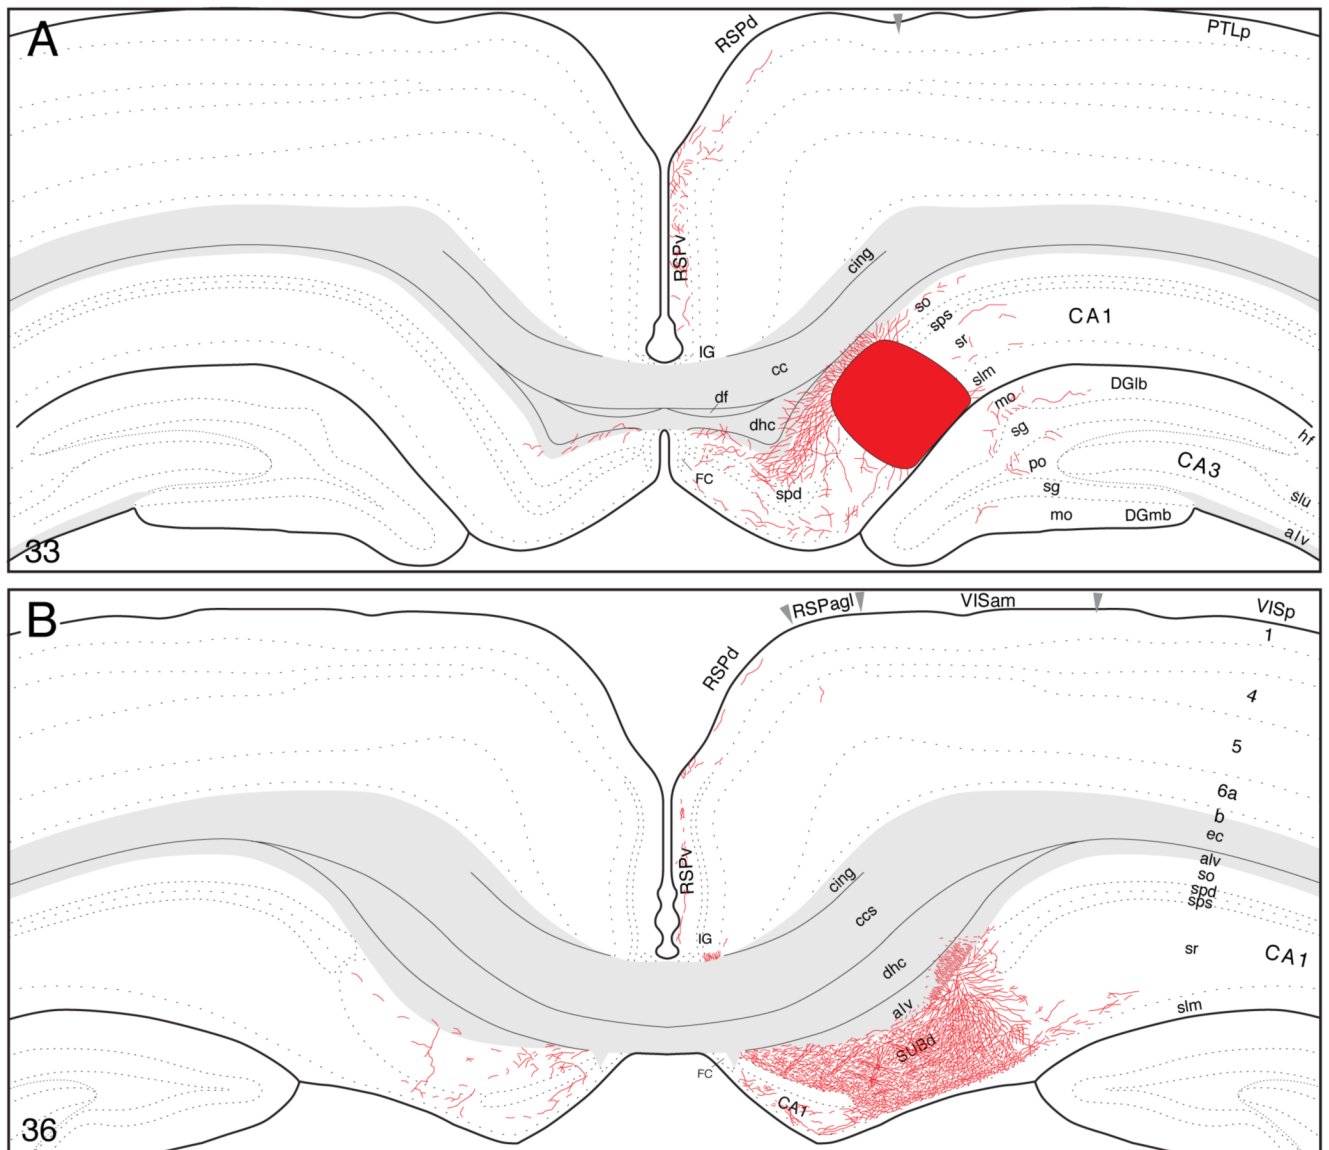 A
RSPd
PTLp
RSPv
cing
IG
cc
df
dhc
FC
spd
so
sps
sr
slm
CA1
mo
DGlb
sg
hf
po
CA3
sg
slu
mo
DGmb
alv
33
B
RSPagl
VISam
VISp
RSPd
1
4
5
6a
b
ec
alv
so
spd
sps
RSPv
cing
ccs
IG
dhc
sr
CA1
alv
slm
SUBd
FC
CA1
36